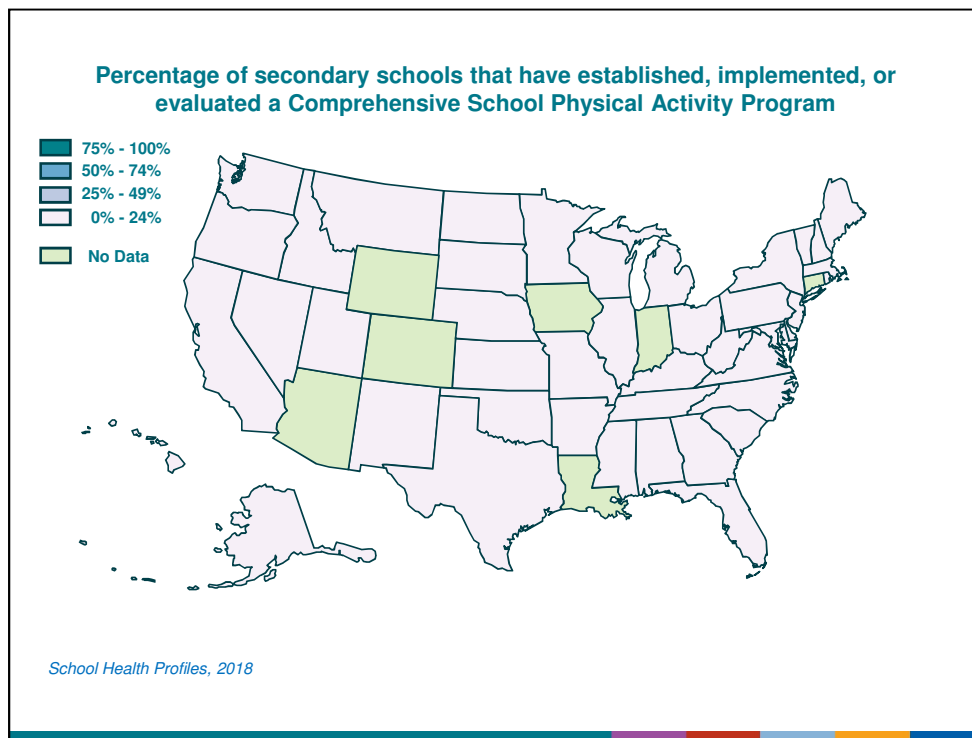 Percentage of secondary schools that have established, implemented, or
evaluated a Comprehensive School Physical Activity Program
75% - 100%
50% - 74%
25% - 49%
0% - 24%
No Data
School Health Profiles, 2018